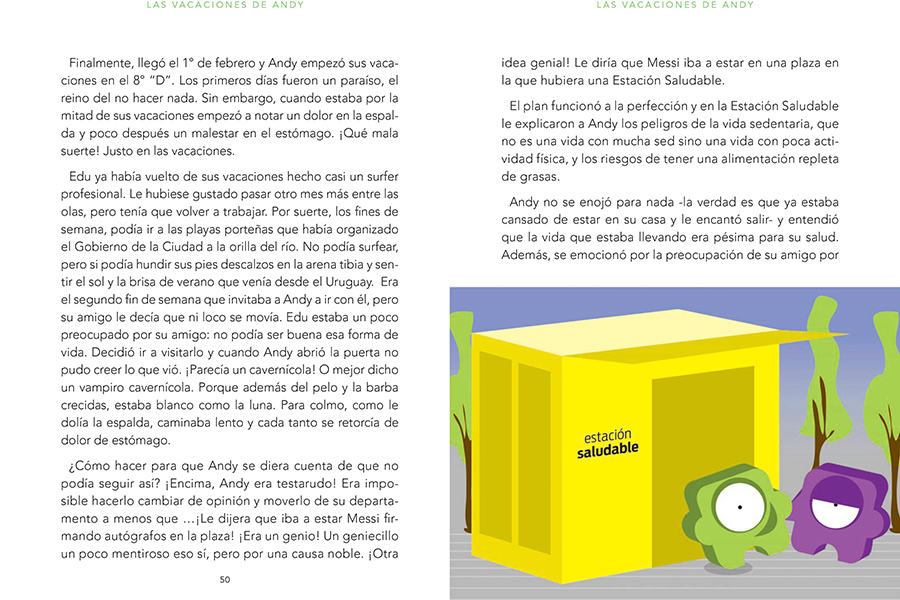 LAS VACACIONES DE ANDY
Finalmente, llegó el 1° de febrero y Andy empezó sus vaca-
ciones en el 8° “D”. Los primeros días fueron un paraíso, el
reino del no hacer nada. Sin embargo, cuando estaba por la
mitad de sus vacaciones empezó a notar un dolor en la espal-
da y poco después un malestar en el estómago. ¡Qué mala
suerte! Justo en las vacaciones.
Edu ya había vuelto de sus vacaciones hecho casi un surfer
profesional. Le hubiese gustado pasar otro mes más entre las
olas, pero tenía que volver a trabajar. Por suerte, los fines de
semana, podía ir a las playas porteñas que había organizado
el Gobierno de la Ciudad a la orilla del río. No podía surfear,
pero si podía hundir sus pies descalzos en la arena tibia y sen-
tir el sol y la brisa de verano que venía desde el Uruguay. Era
el segundo fin de semana que invitaba a Andy a ir con él, pero
su amigo le decía que ni loco se movía. Edu estaba un poco
preocupado por su amigo: no podía ser buena esa forma de
vida. Decidió ir a visitarlo y cuando Andy abrió la puerta no
pudo creer lo que vió. ¡Parecía un cavernícola! O mejor dicho
un vampiro cavernícola. Porque además del pelo y la barba
crecidas, estaba blanco como la luna. Para colmo, como le
dolía la espalda, caminaba lento y cada tanto se retorcía de
dolor de estómago.
¿Cómo hacer para que Andy se diera cuenta de que no
podía seguir así? ¡Encima, Andy era testarudo! Era impo-
sible hacerlo cambiar de opinión y moverlo de su departa-
mento a menos que …¡Le dijera que iba a estar Messi fir-
mando autógrafos en la plaza! ¡Era un genio! Un geniecillo
un poco mentiroso eso sí, pero por una causa noble. ¡Otra
50
LAS VACACIONES DE ANDY
idea genial! Le diría que Messi iba a estar en una plaza en
la que hubiera una Estación Saludable.
El plan funcionó a la perfección y en la Estación Saludable
le explicaron a Andy los peligros de la vida sedentaria, que
no es una vida con mucha sed sino una vida con poca acti-
vidad física, y los riesgos de tener una alimentación repleta
de grasas.
Andy no se enojó para nada -la verdad es que ya estaba
cansado de estar en su casa y le encantó salir- y entendió
que la vida que estaba llevando era pésima para su salud.
Además, se emocionó por la preocupación de su amigo por
estación
saludable